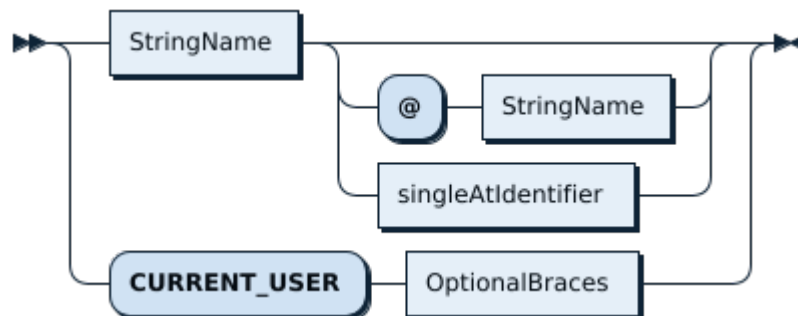 StringName
@ StringName
singleAtIdentifier
CURRENT_USER OptionalBraces